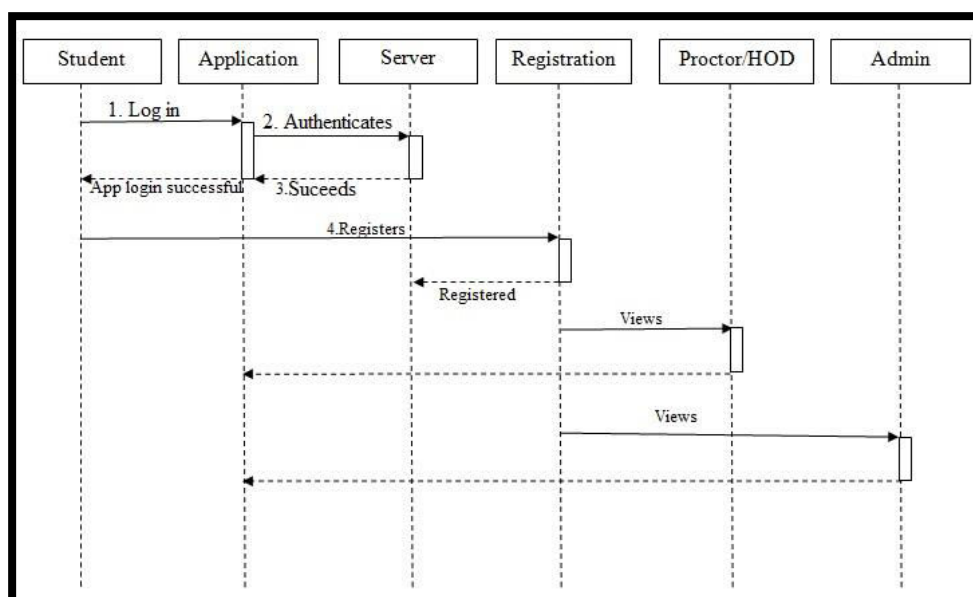 Student
Application
Server
Registration
Proctor/HOD
Admin
1. Log in
2. Authenticates
App login successful
3.Suceeds
4.Registers
Registered
Views
Views